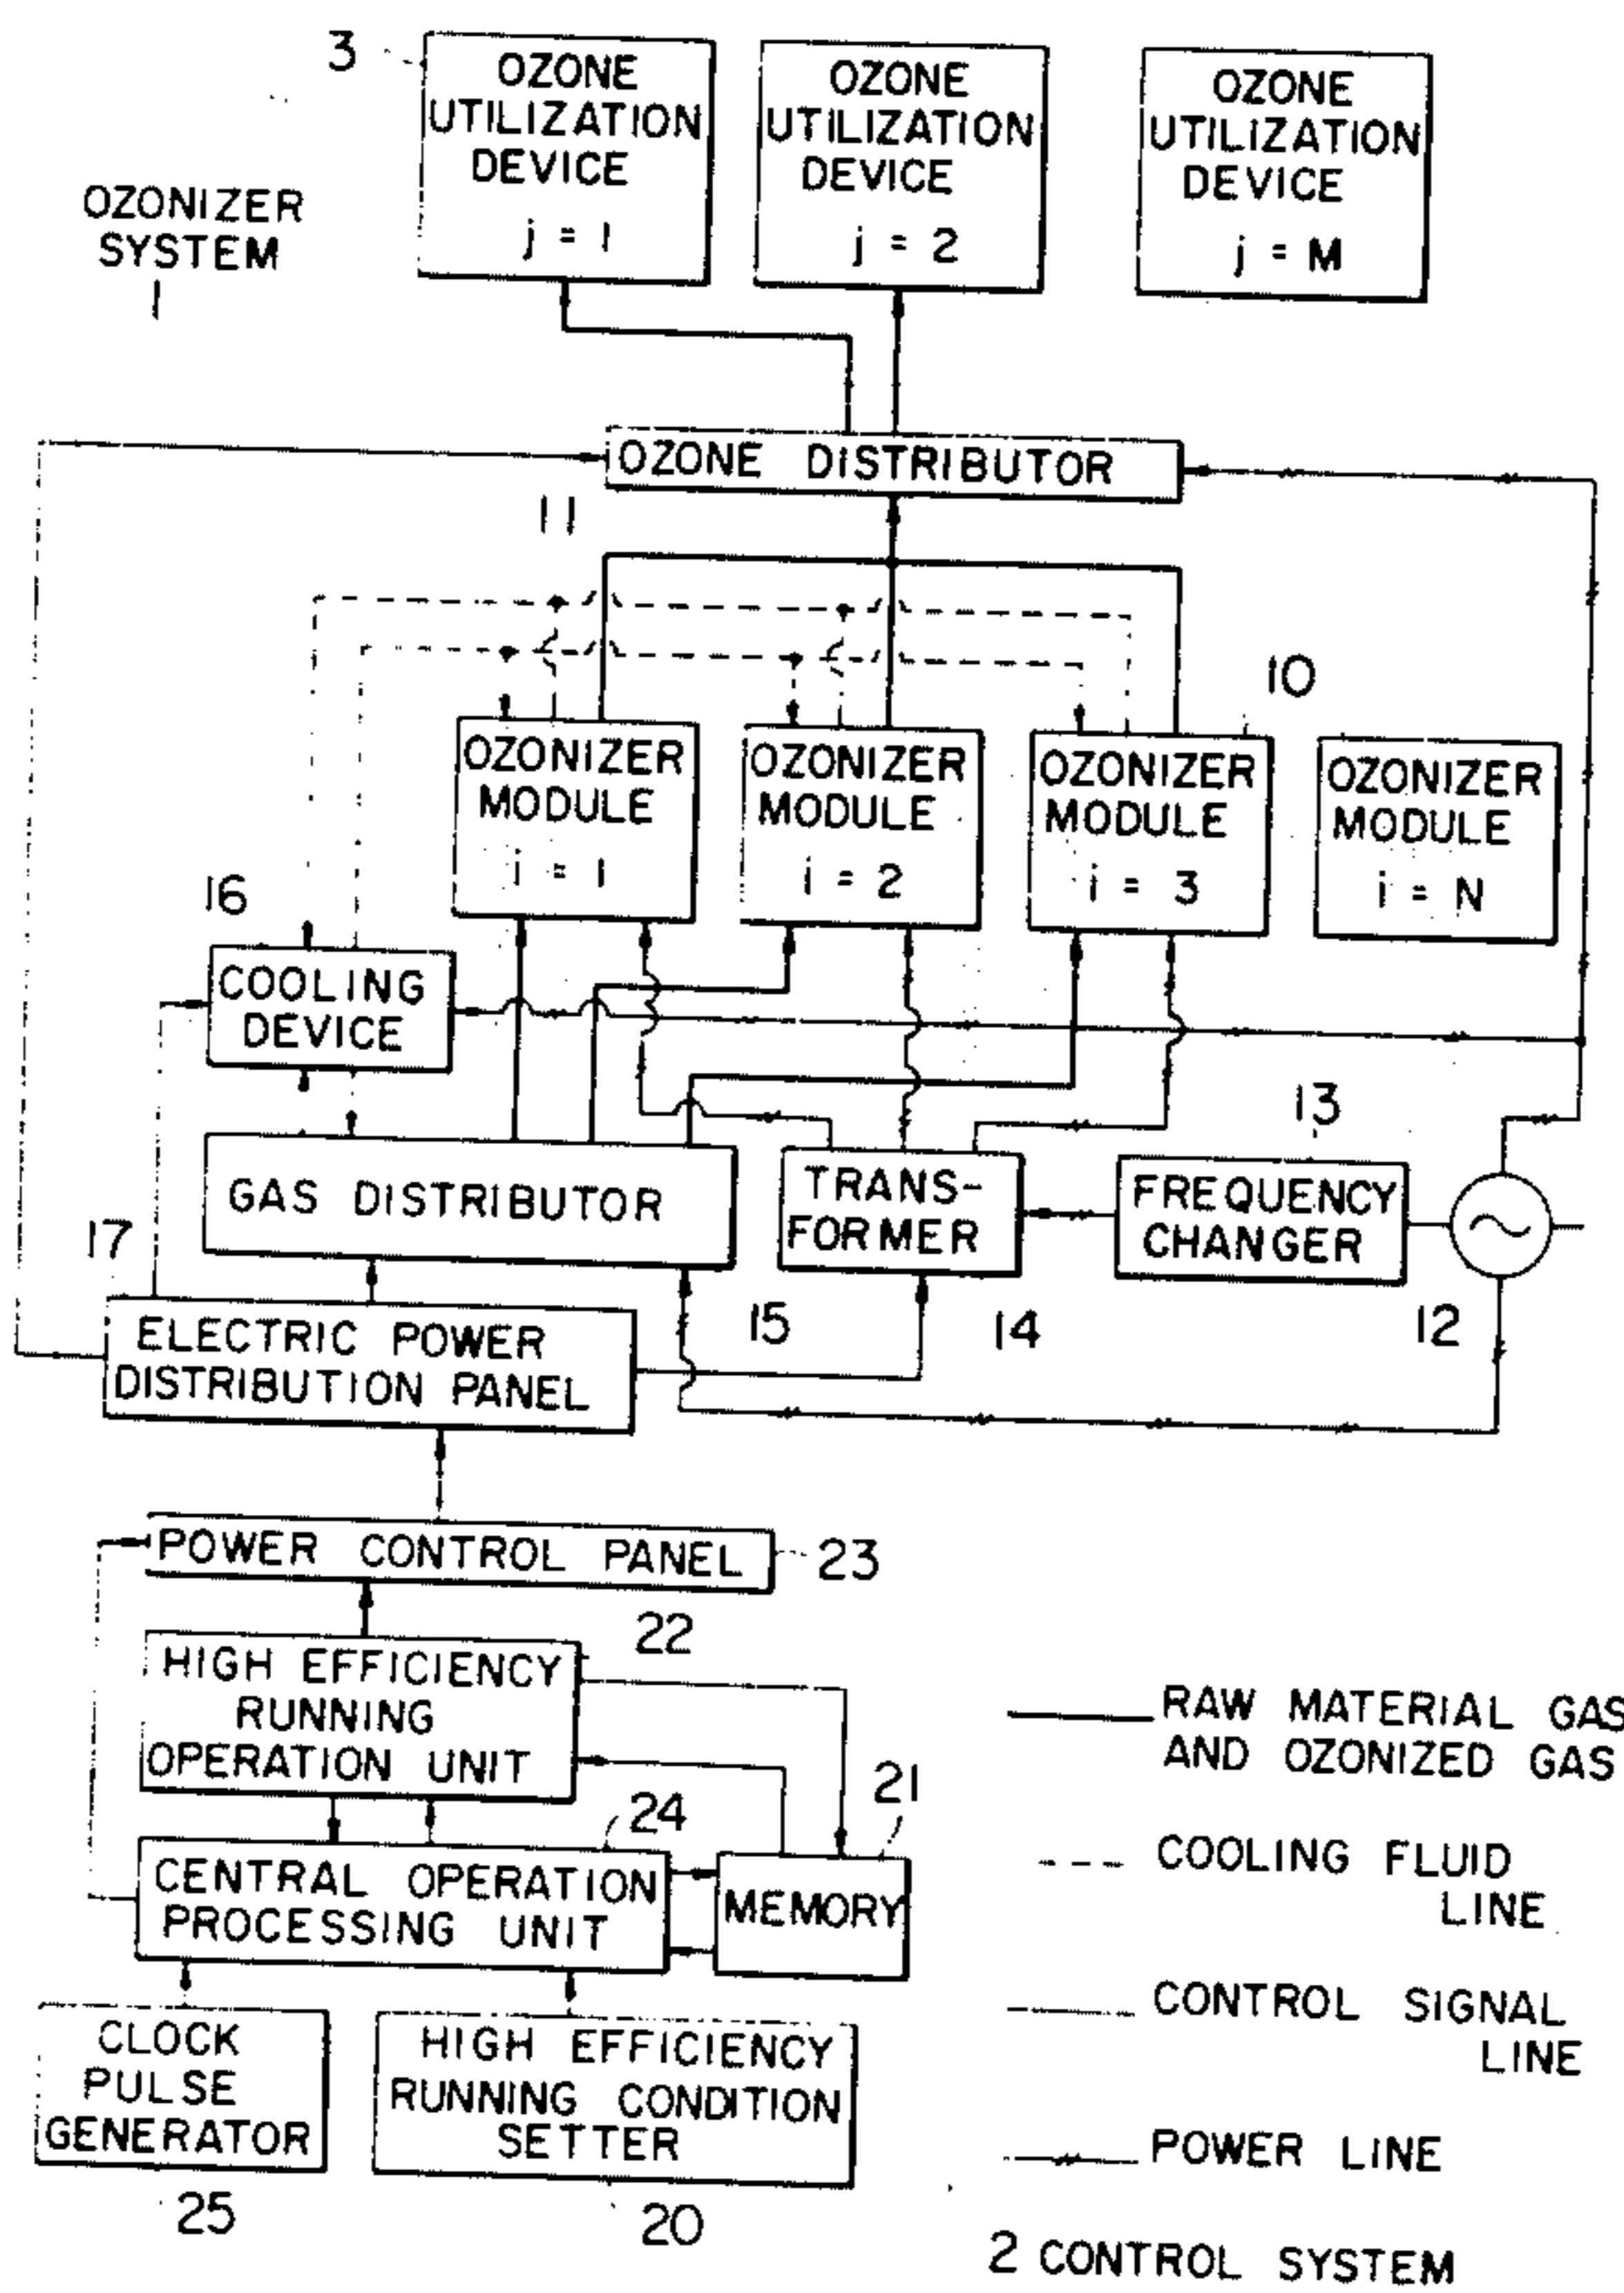 3
OZONE
UTILIZATION
DEVICE
j = 1
OZONE
UTILIZATION
DEVICE
j = 2
OZONE
UTILIZATION
DEVICE
j = M
OZONIZER
SYSTEM
1
OZONE DISTRIBUTOR
11
10
OZONIZER
MODULE
i = 1
OZONIZER
MODULE
i = 2
OZONIZER
MODULE
i = 3
OZONIZER
MODULE
i = N
16
COOLING
DEVICE
13
GAS DISTRIBUTOR
TRANS-
FORMER
FREQUENCY
CHANGER
17
15
14
12
ELECTRIC POWER
DISTRIBUTION PANEL
POWER CONTROL PANEL
23
22
HIGH EFFICIENCY
RUNNING
OPERATION UNIT
24
21
CENTRAL OPERATION
PROCESSING UNIT
MEMORY
CLOCK
PULSE
GENERATOR
25
HIGH EFFICIENCY
RUNNING CONDITION
SETTER
20
RAW MATERIAL GAS
AND OZONIZED GAS
COOLING FLUID
LINE
CONTROL SIGNAL
LINE
POWER LINE
2 CONTROL SYSTEM